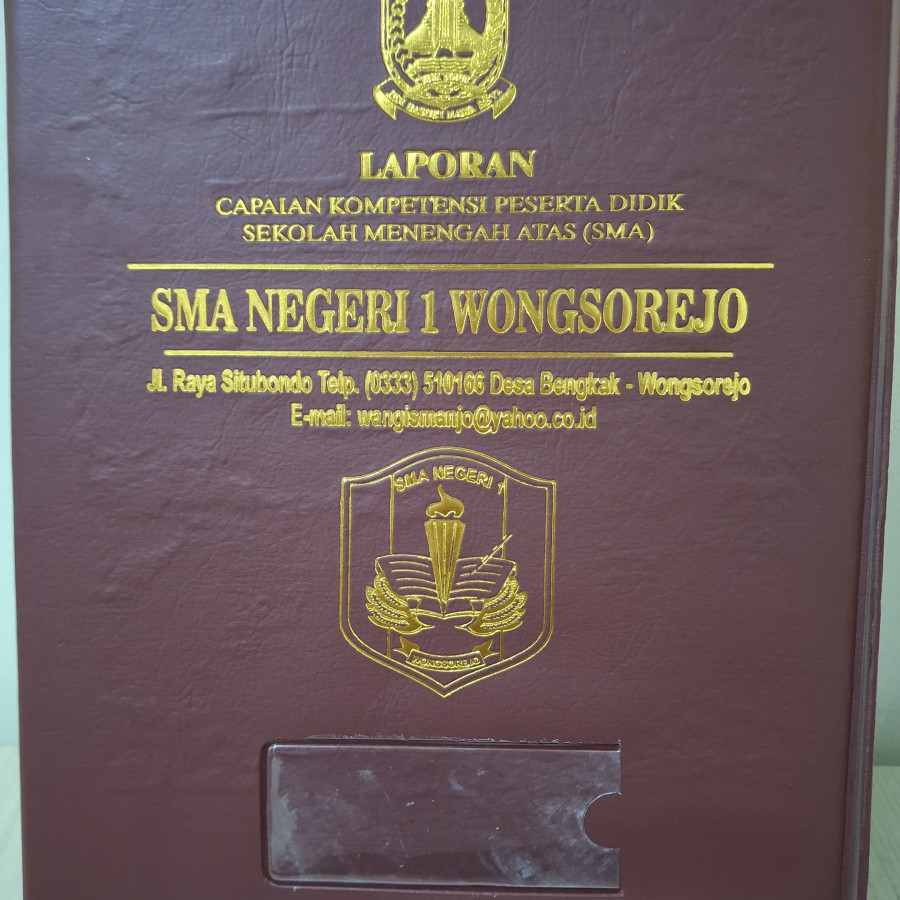 LAPORAN
CAPAIAN KOMPETENSI PESERTA DIDIK
SEKOLAH MENENGAH ATAS (SMA)
SMA NEGERI 1 WONGSOREJO
Jl. Raya Situbondo Telp. (0333) 510166 Desa Bengkak - Wongsorejo
E-mail: wangismanjo@yahoo.co.id
SMA NEGERI 1
WONGSOREJO